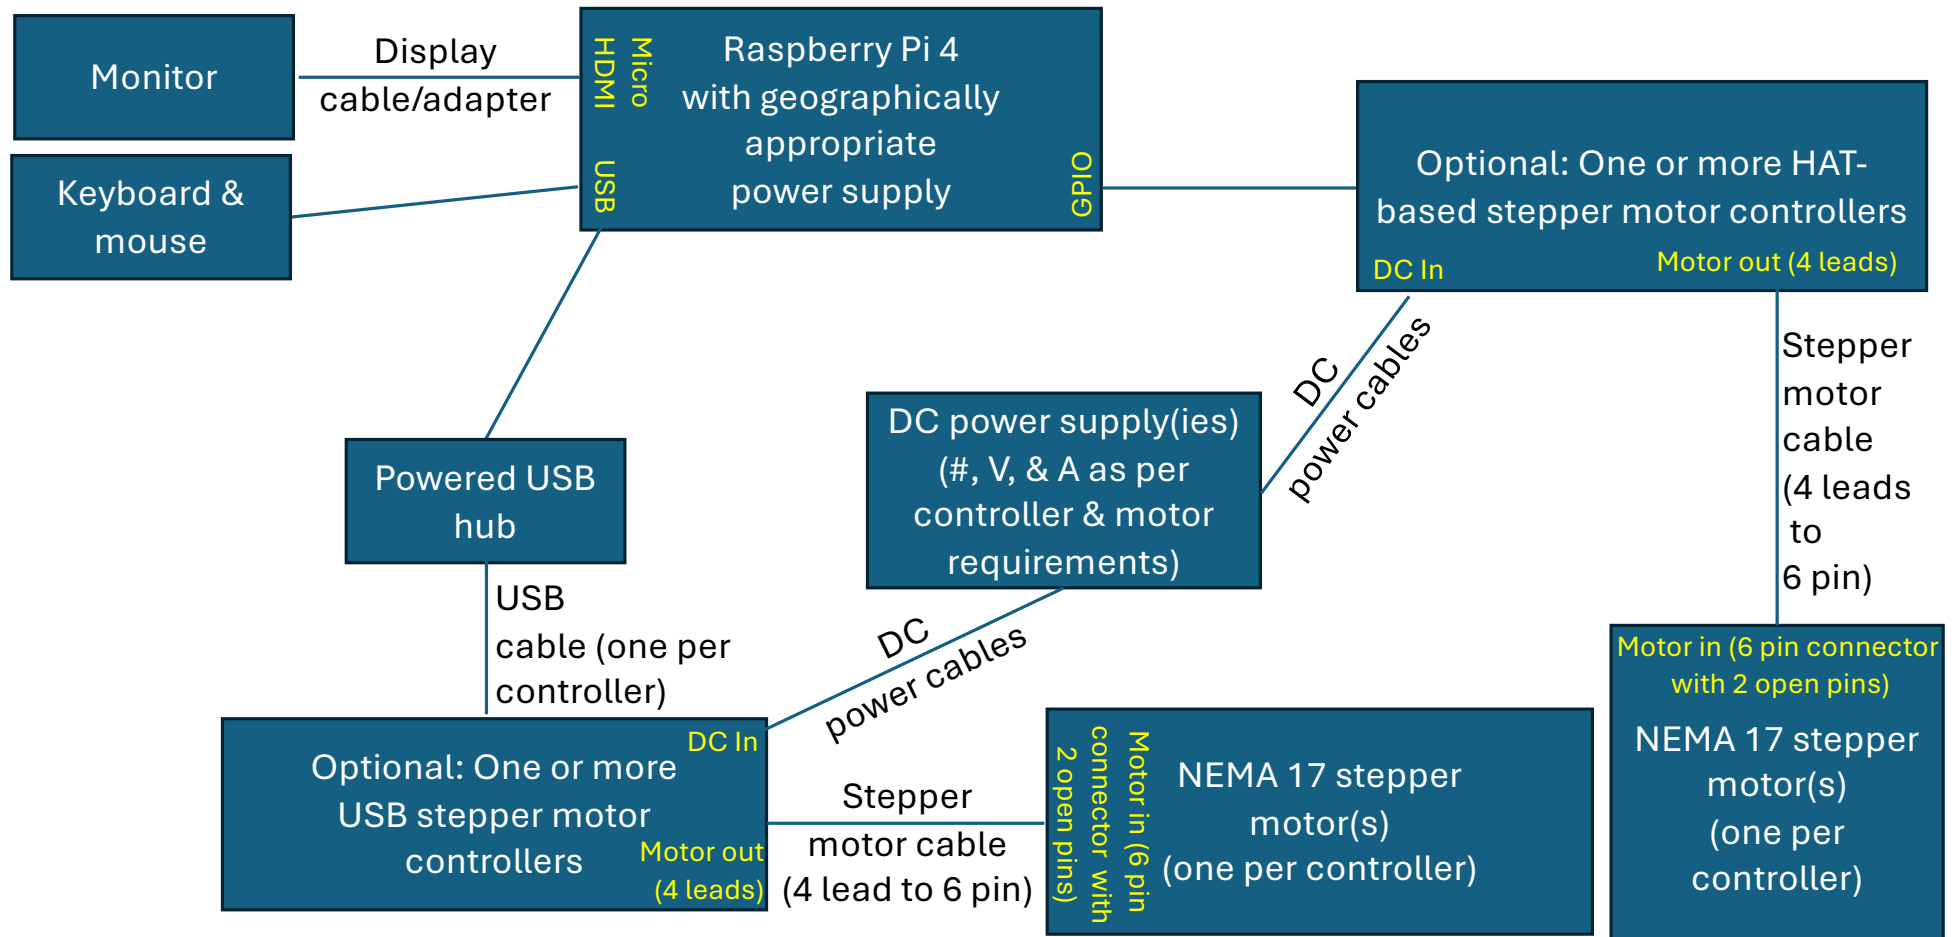 Monitor
Display
cable/adapter
Keyboard &
mouse
Micro
HDMI
USB
Raspberry Pi 4
with geographically
appropriate
power supply
GPIO
Optional: One or more HAT-
based stepper motor controllers
DC In
Motor out (4 leads)
DC
power cables
Stepper
motor
cable
(4 leads
to
6 pin)
DC power supply(ies)
(#, V, & A as per
controller & motor
requirements)
Powered USB
hub
USB
cable (one per
controller)
DC
power cables
DC In
Optional: One or more
USB stepper motor
controllers
Motor out
(4 leads)
Stepper
motor cable
(4 lead to 6 pin)
Motor in (6 pin
connector with
2 open pins)
NEMA 17 stepper
motor(s)
(one per controller)
Motor in (6 pin connector
with 2 open pins)
NEMA 17 stepper
motor(s)
(one per
controller)